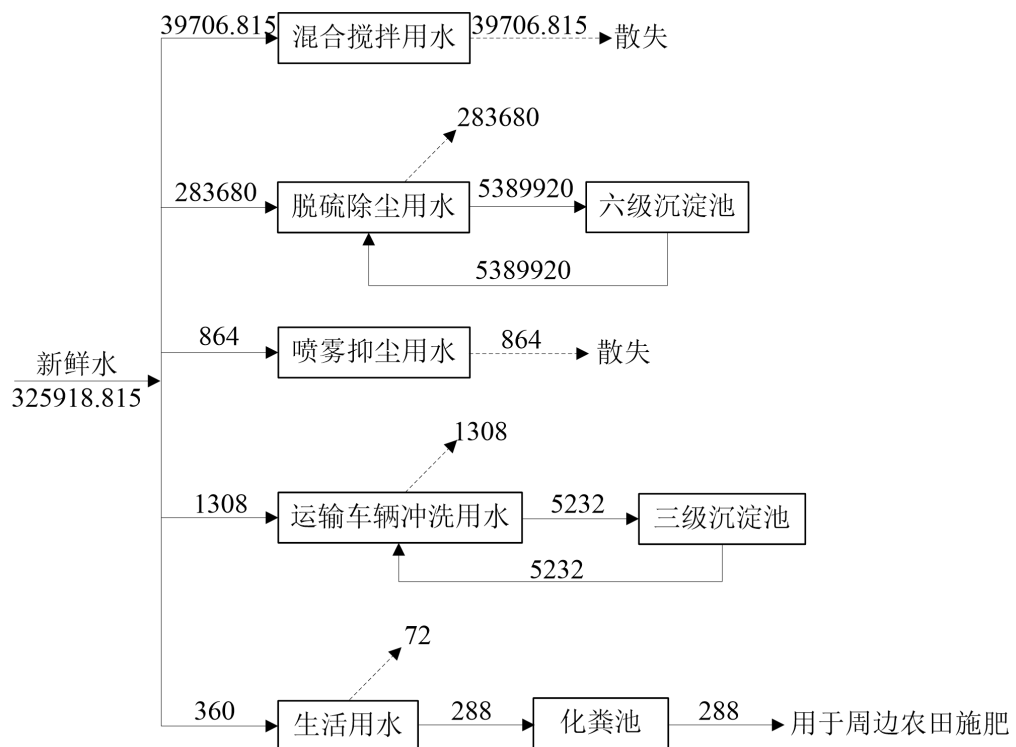 39706.815
混合搅拌用水
39706.815
散失
283680
283680
脱硫除尘用水
5389920
六级沉淀池
5389920
864
喷雾抑尘用水
864
散失
新鲜水
325918.815
1308
1308
运输车辆冲洗用水
5232
三级沉淀池
5232
72
360
生活用水
288
化粪池
288
用于周边农田施肥